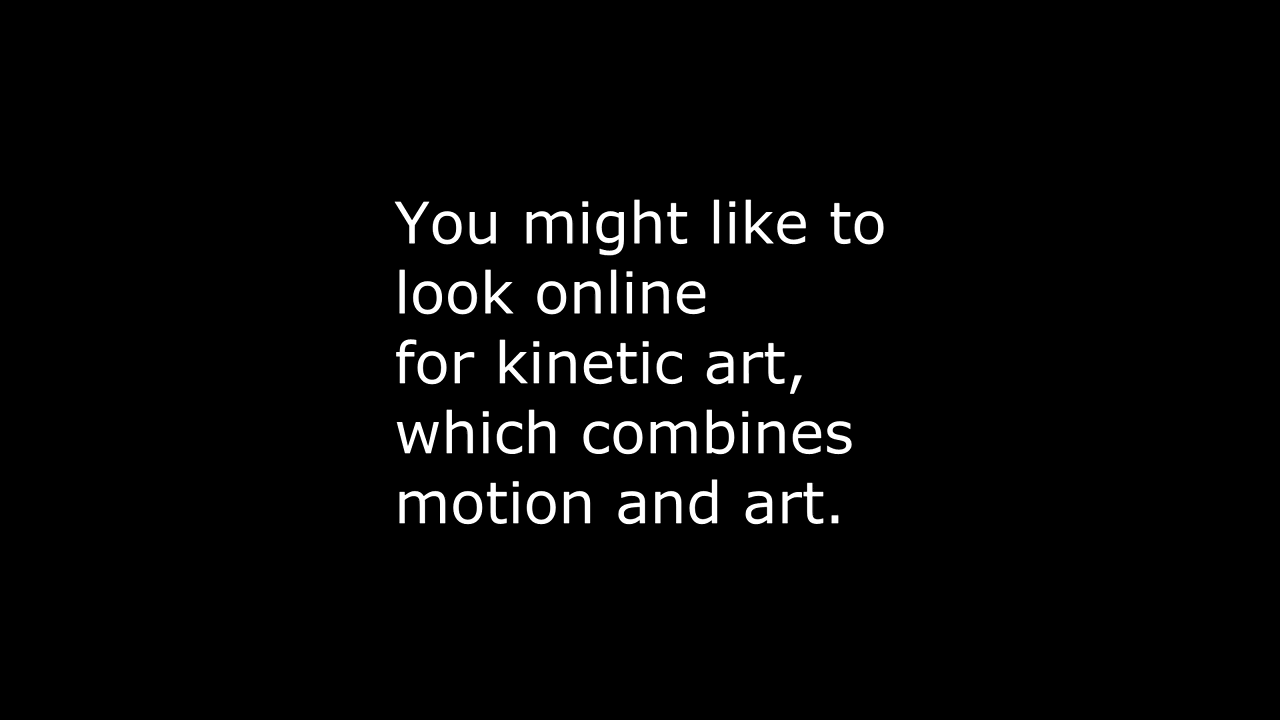 You might like to
look online
for kinetic art,
which combines
motion and art.